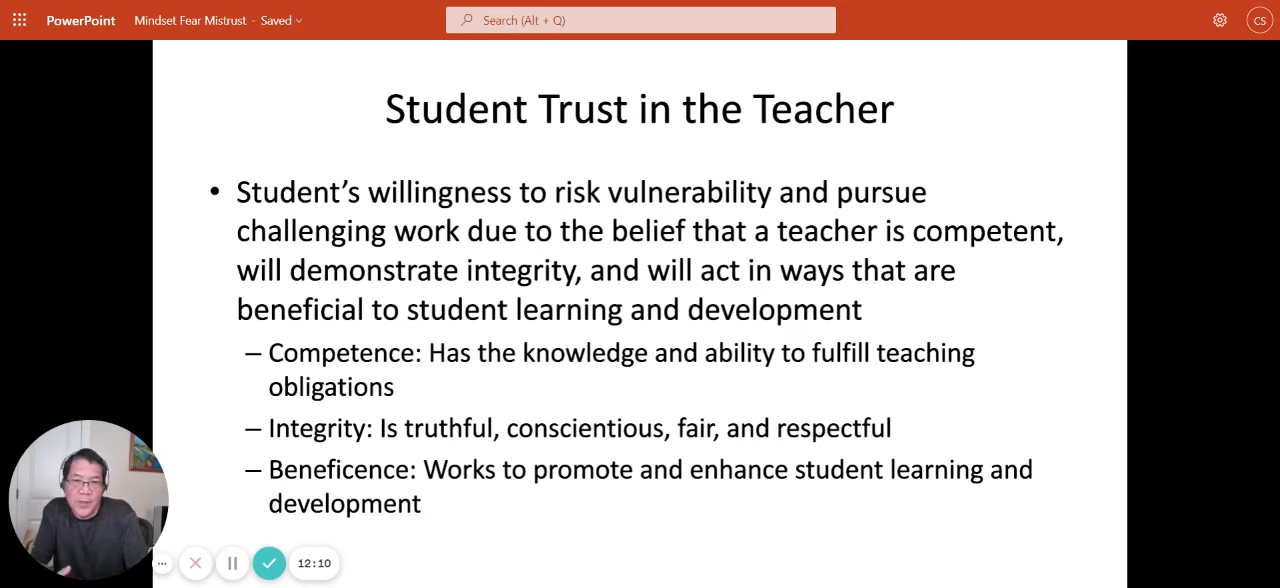 PowerPoint Mindset Fear Mistrust - Saved Search (Alt + Q) CS
Student Trust in the Teacher
• Student’s willingness to risk vulnerability and pursue
challenging work due to the belief that a teacher is competent,
will demonstrate integrity, and will act in ways that are
beneficial to student learning and development
– Competence: Has the knowledge and ability to fulfill teaching
obligations
– Integrity: Is truthful, conscientious, fair, and respectful
– Beneficence: Works to promote and enhance student learning and
development
12:10